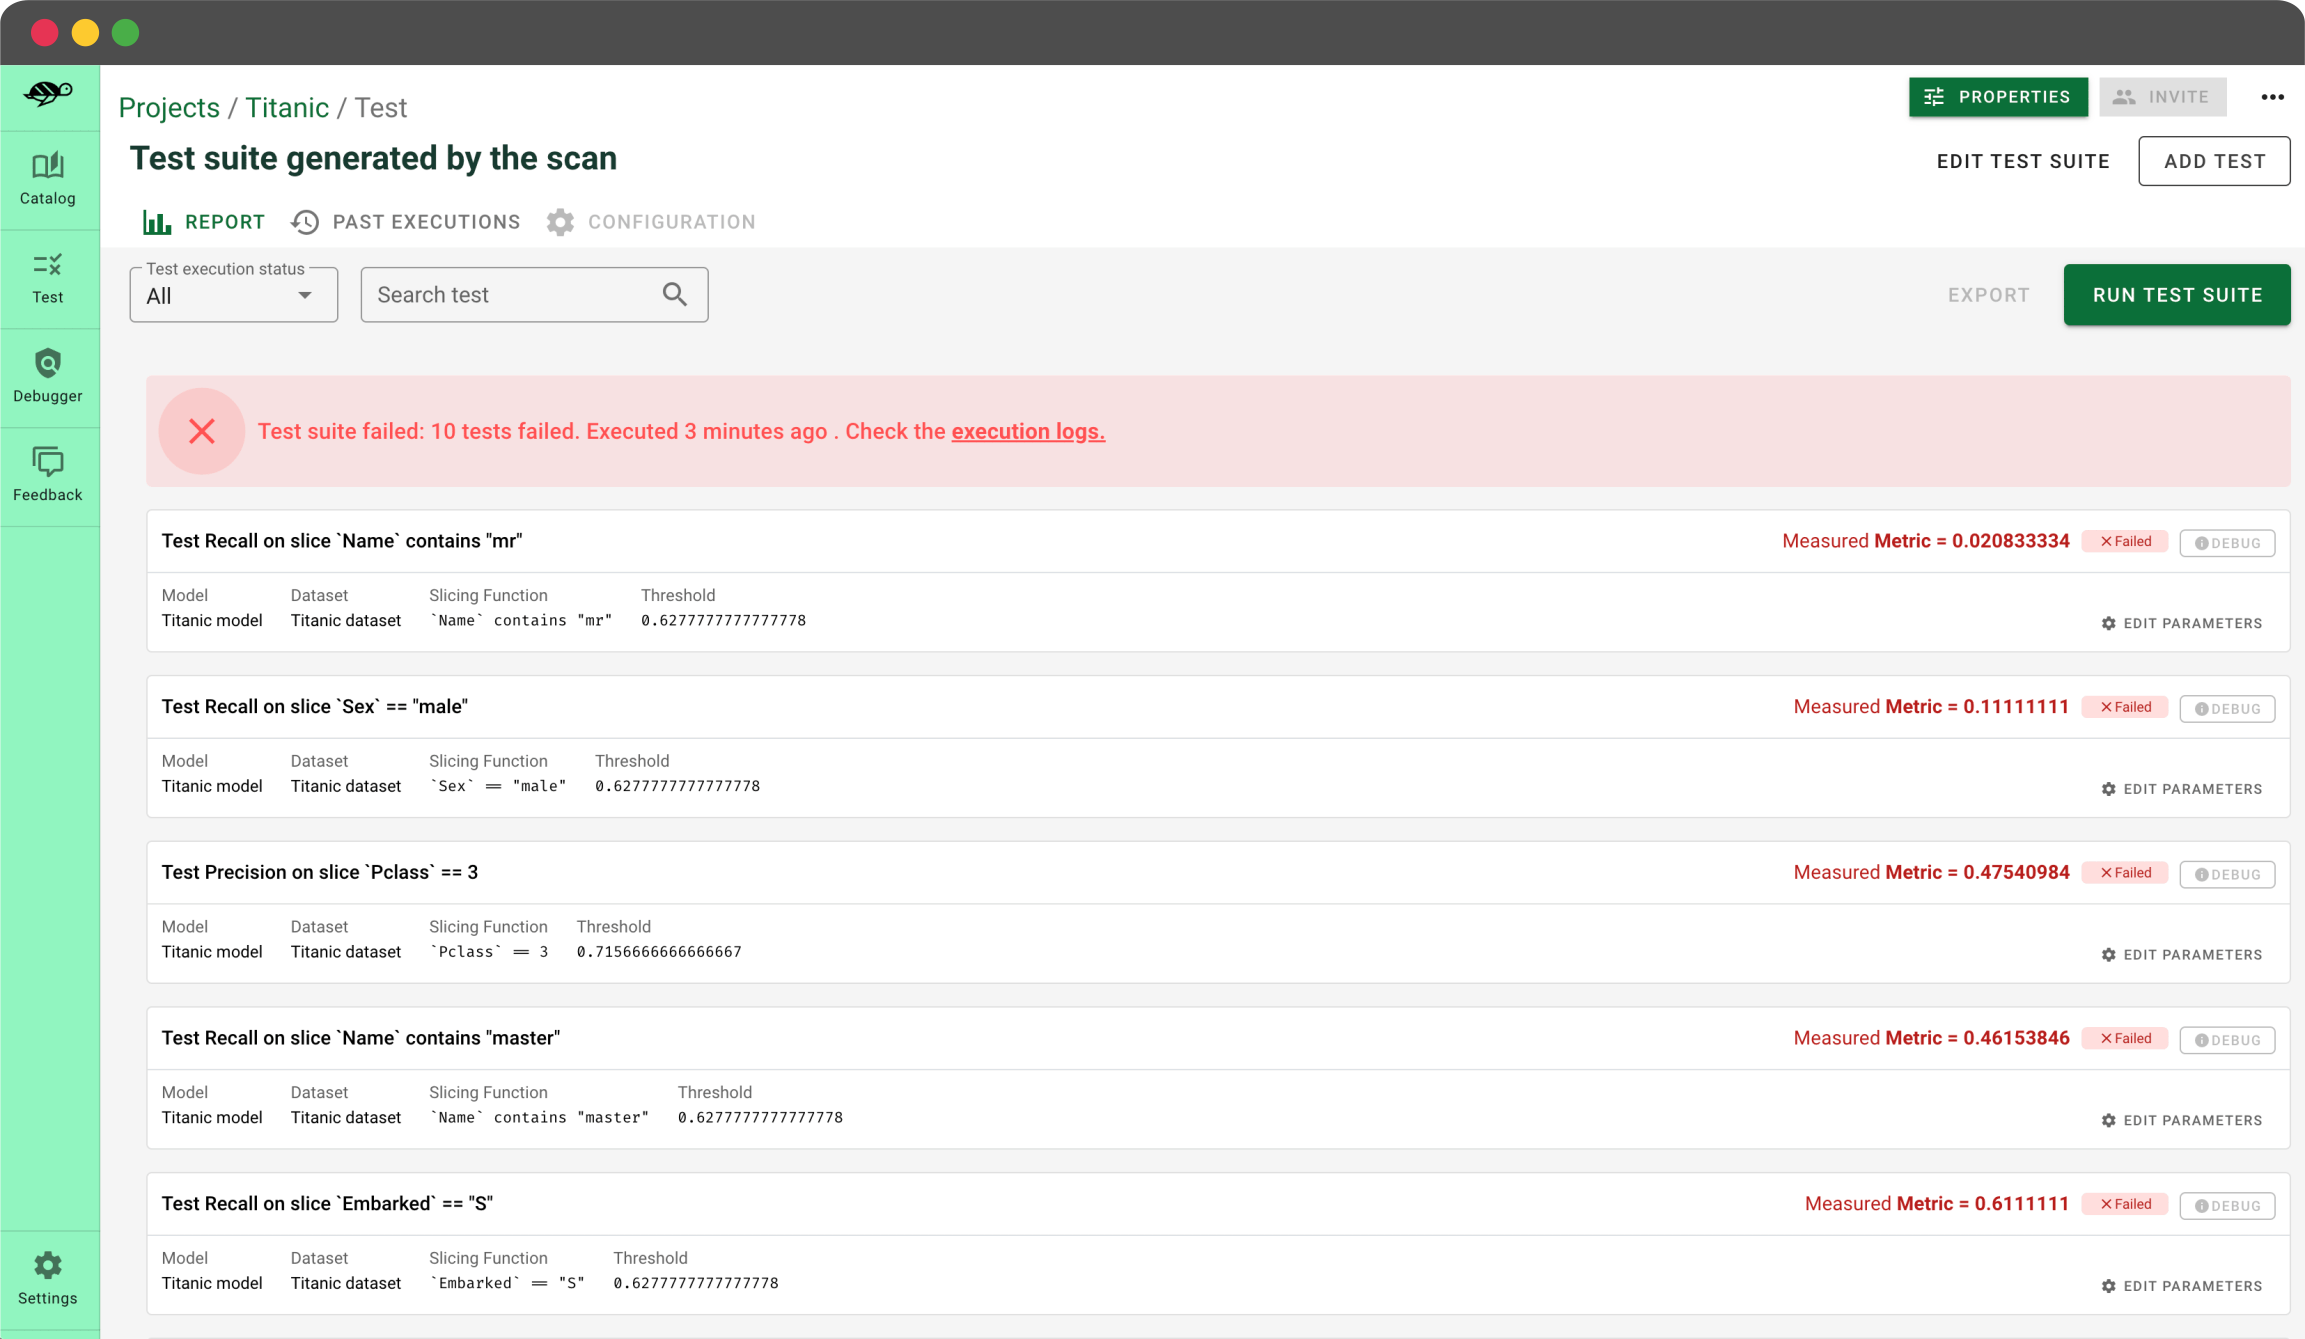 Projects / Titanic / Test
PROPERTIES
INVITE
Test suite generated by the scan
EDIT TEST SUITE
ADD TEST
Catalog
REPORT
PAST EXECUTIONS
CONFIGURATION
Test execution status
All
Search test
EXPORT
RUN TEST SUITE
Test
Debugger
Feedback
Test suite failed: 10 tests failed. Executed 3 minutes ago . Check the execution logs.
Test Recall on slice `Name` contains "mr"
Measured Metric = 0.020833334
Failed
DEBUG
Model Dataset Slicing Function Threshold
Titanic model Titanic dataset `Name` contains "mr" 0.6277777777777778
EDIT PARAMETERS
Test Recall on slice `Sex` == "male"
Measured Metric = 0.11111111
Failed
DEBUG
Model Dataset Slicing Function Threshold
Titanic model Titanic dataset `Sex` == "male" 0.6277777777777778
EDIT PARAMETERS
Test Precision on slice `Pclass` == 3
Measured Metric = 0.47540984
Failed
DEBUG
Model Dataset Slicing Function Threshold
Titanic model Titanic dataset `Pclass` == 3 0.7156666666666667
EDIT PARAMETERS
Test Recall on slice `Name` contains "master"
Measured Metric = 0.46153846
Failed
DEBUG
Model Dataset Slicing Function Threshold
Titanic model Titanic dataset `Name` contains "master" 0.6277777777777778
EDIT PARAMETERS
Test Recall on slice `Embarked` == "S"
Measured Metric = 0.6111111
Failed
DEBUG
Model Dataset Slicing Function Threshold
Titanic model Titanic dataset `Embarked` == "S" 0.6277777777777778
EDIT PARAMETERS
Settings